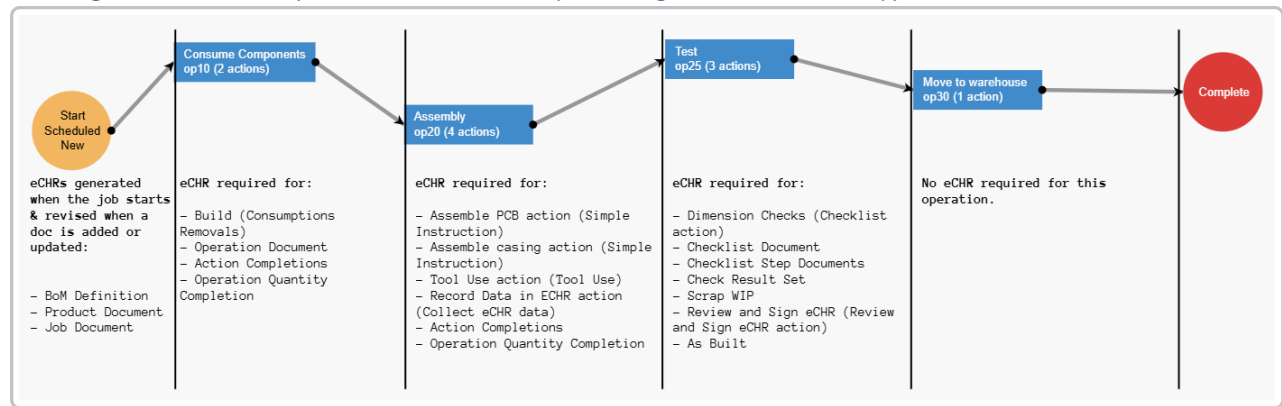 Start
Scheduled
New
Consume Components
op10 (2 actions)
Assembly
op20 (4 actions)
Test
op25 (3 actions)
Move to warehouse
op30 (1 action)
Complete
eCHRs generated
when the job starts
& revised when a
doc is added or
updated:
- BoM Definition
- Product Document
- Job Document
eCHR required for:
- Build (Consumptions
Removals)
- Operation Document
- Action Completions
- Operation Quantity
Completion
eCHR required for:
- Assemble PCB action (Simple
Instruction)
- Assemble casing action (Simple
Instruction)
- Tool Use action (Tool Use)
- Record Data in ECHR action
(Collect eCHR data)
- Action Completions
- Operation Quantity Completion
eCHR required for:
- Dimension Checks (Checklist
action)
- Checklist Document
- Checklist Step Documents
- Check Result Set
- Scrap WIP
- Review and Sign eCHR (Review
and Sign eCHR action)
- As Built
No eCHR required for this
operation.